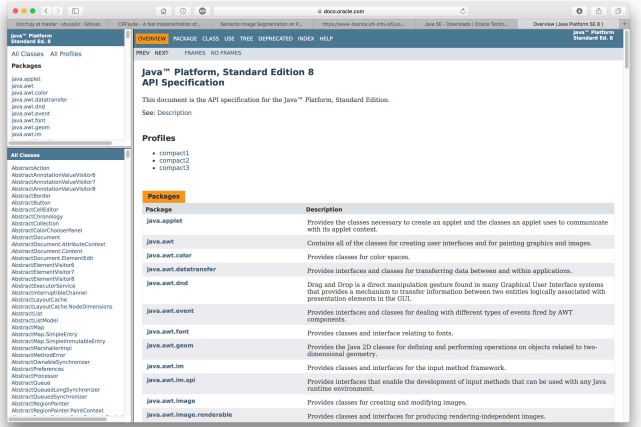 docs.oracle.com
CRFsuite - A fast implementation of...
Semantic Image Segmentation on P...
Java SE - Downloads | Oracle Techn...
Overview (Java Platform SE 8 )
Java™ Platform
Standard Ed. 8
All Classes All Profiles
Packages
java.applet
java.awt
java.awt.color
java.awt.datatransfer
java.awt.dnd
java.awt.event
java.awt.font
java.awt.geom
java.awt.im
All Classes
AbstractAction
AbstractAnnotationValueVisitor6
AbstractAnnotationValueVisitor7
AbstractAnnotationValueVisitor8
AbstractBorder
AbstractButton
AbstractCellEditor
AbstractChronology
AbstractCollection
AbstractColorChooserPanel
AbstractDocument
AbstractDocument.AttributeContext
AbstractDocument.Content
AbstractDocument.ElementEdit
AbstractElementVisitor6
AbstractElementVisitor7
AbstractElementVisitor8
AbstractExecutorService
AbstractInterruptibleChannel
AbstractLayoutCache
AbstractLayoutCache.NodeDimensions
AbstractList
AbstractListModel
AbstractMap
AbstractMap.SimpleEntry
AbstractMap.SimpleImmutableEntry
AbstractMarshallerImpl
AbstractMethodError
AbstractOwnableSynchronizer
AbstractPreferences
AbstractProcessor
AbstractQueue
AbstractQueuedLongSynchronizer
AbstractQueuedSynchronizer
AbstractRegionPainter
AbstractRegionPainter.PaintContext
OVERVIEW PACKAGE CLASS USE TREE DEPRECATED INDEX HELP
Java™ Platform
Standard Ed. 8
PREV NEXT FRAMES NO FRAMES
Java™ Platform, Standard Edition 8
API Specification
This document is the API specification for the Java™ Platform, Standard Edition.
See: Description
Profiles
• compact1
• compact2
• compact3
Packages
Package Description
java.applet Provides the classes necessary to create an applet and the classes an applet uses to communicate
with its applet context.
java.awt Contains all of the classes for creating user interfaces and for painting graphics and images.
java.awt.color Provides classes for color spaces.
java.awt.datatransfer Provides interfaces and classes for transferring data between and within applications.
java.awt.dnd Drag and Drop is a direct manipulation gesture found in many Graphical User Interface systems
that provides a mechanism to transfer information between two entities logically associated with
presentation elements in the GUI.
java.awt.event Provides interfaces and classes for dealing with different types of events fired by AWT
components.
java.awt.font Provides classes and interface relating to fonts.
java.awt.geom Provides the Java 2D classes for defining and performing operations on objects related to two-
dimensional geometry.
java.awt.im Provides classes and interfaces for the input method framework.
java.awt.im.spi Provides interfaces that enable the development of input methods that can be used with any Java
runtime environment.
java.awt.image Provides classes for creating and modifying images.
java.awt.image.renderable Provides classes and interfaces for producing rendering-independent images.